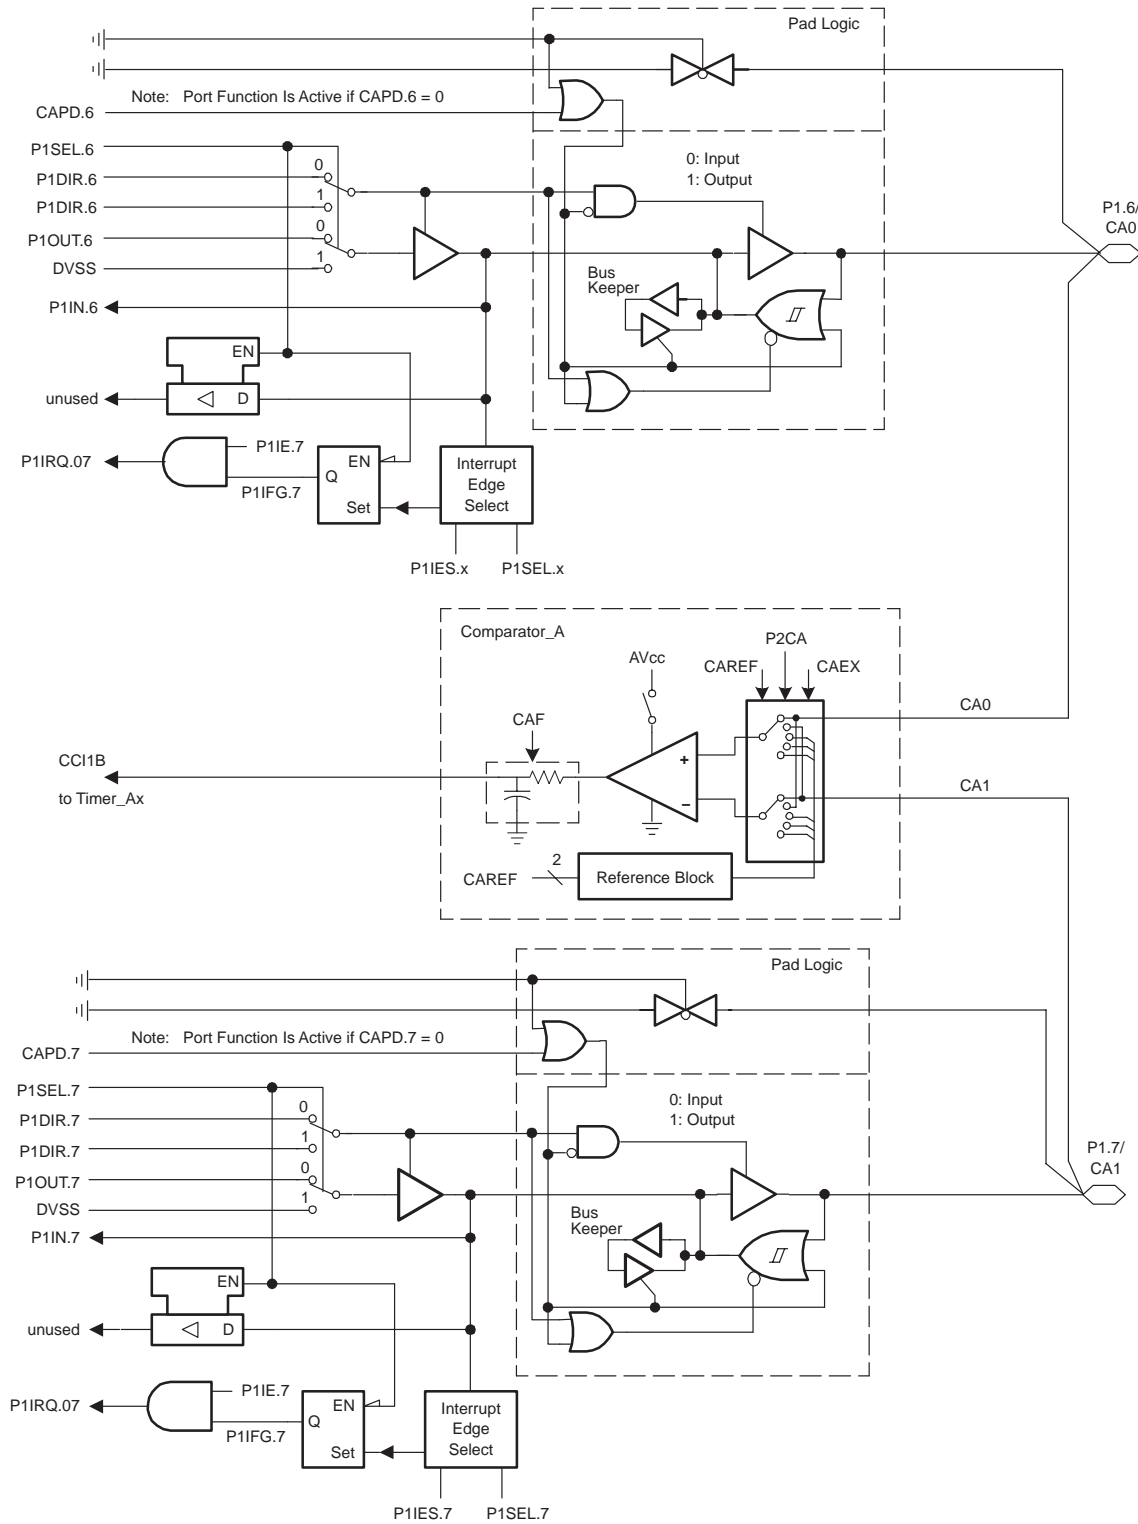 Pad Logic
Note: Port Function Is Active if CAPD.6 = 0
CAPD.6
P1SEL.6
0
P1DIR.6
1
P1DIR.6
0
P1OUT.6
1
DVSS
P1IN.6
0: Input
1: Output
P1.6/
CA0
Bus
Keeper
EN
unused
D
P1IE.7
P1IRQ.07
P1IFG.7
EN
Q
Set
Interrupt
Edge
Select
P1IES.x
P1SEL.x
Comparator_A
P2CA
AVcc
CAREF
CAEX
CA0
CAF
CCI1B
+
to Timer_Ax
−
CA1
2
CAREF
Reference Block
Pad Logic
Note: Port Function Is Active if CAPD.7 = 0
CAPD.7
P1SEL.7
0
P1DIR.7
1
P1DIR.7
0
P1OUT.7
1
DVSS
P1IN.7
0: Input
1: Output
P1.7/
CA1
Bus
Keeper
EN
unused
D
P1IE.7
P1IRQ.07
P1IFG.7
EN
Q
Set
Interrupt
Edge
Select
P1IES.7
P1SEL.7